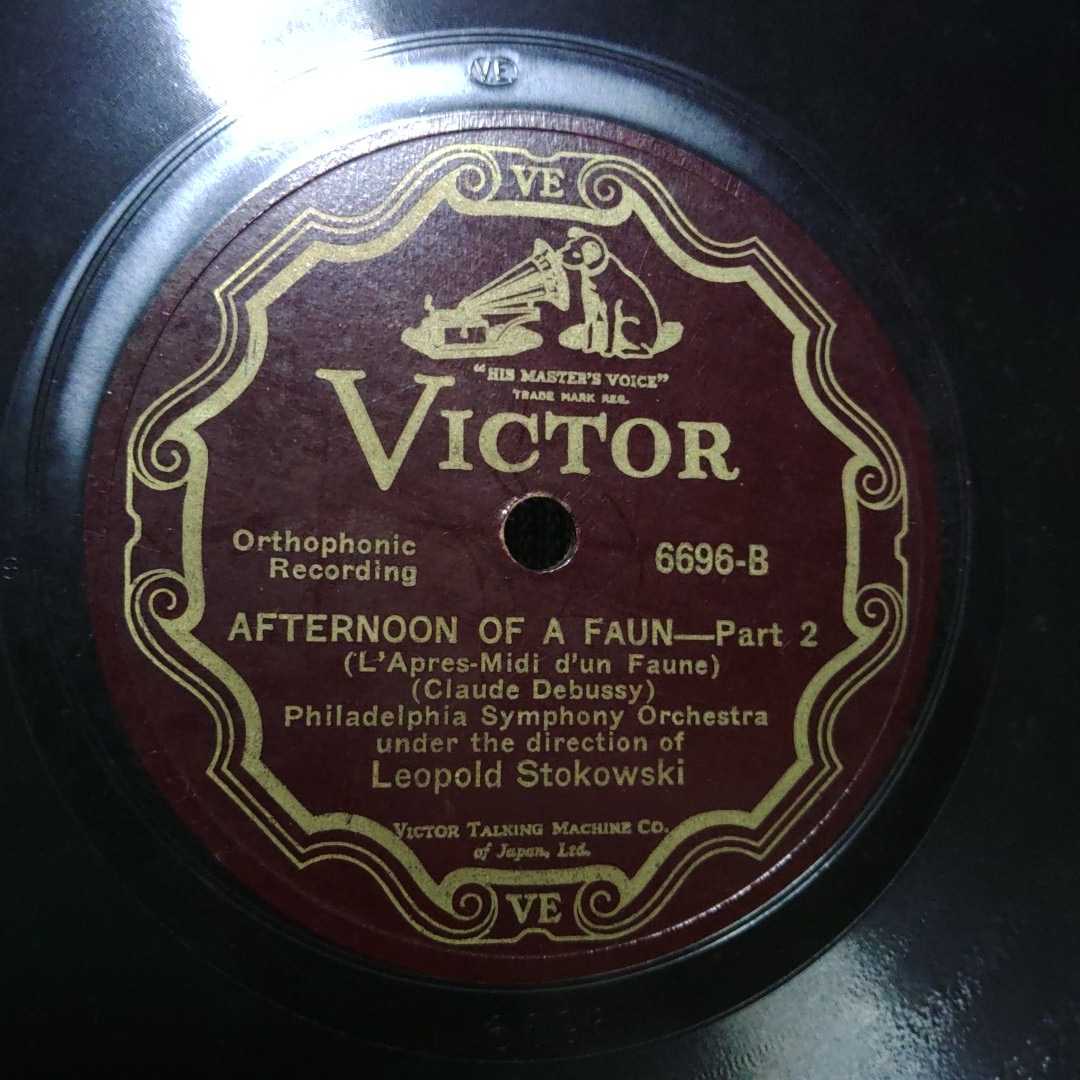 VE
VE
"HIS MASTER'S VOICE"
TRADE MARK REG.
VICTOR
Orthophonic
Recording
6696-B
AFTERNOON OF A FAUN—Part 2
(L'Apres-Midi d'un Faune)
(Claude Debussy)
Philadelphia Symphony Orchestra
under the direction of
Leopold Stokowski
VICTOR TALKING MACHINE CO.
of Japan, Ltd.
VE